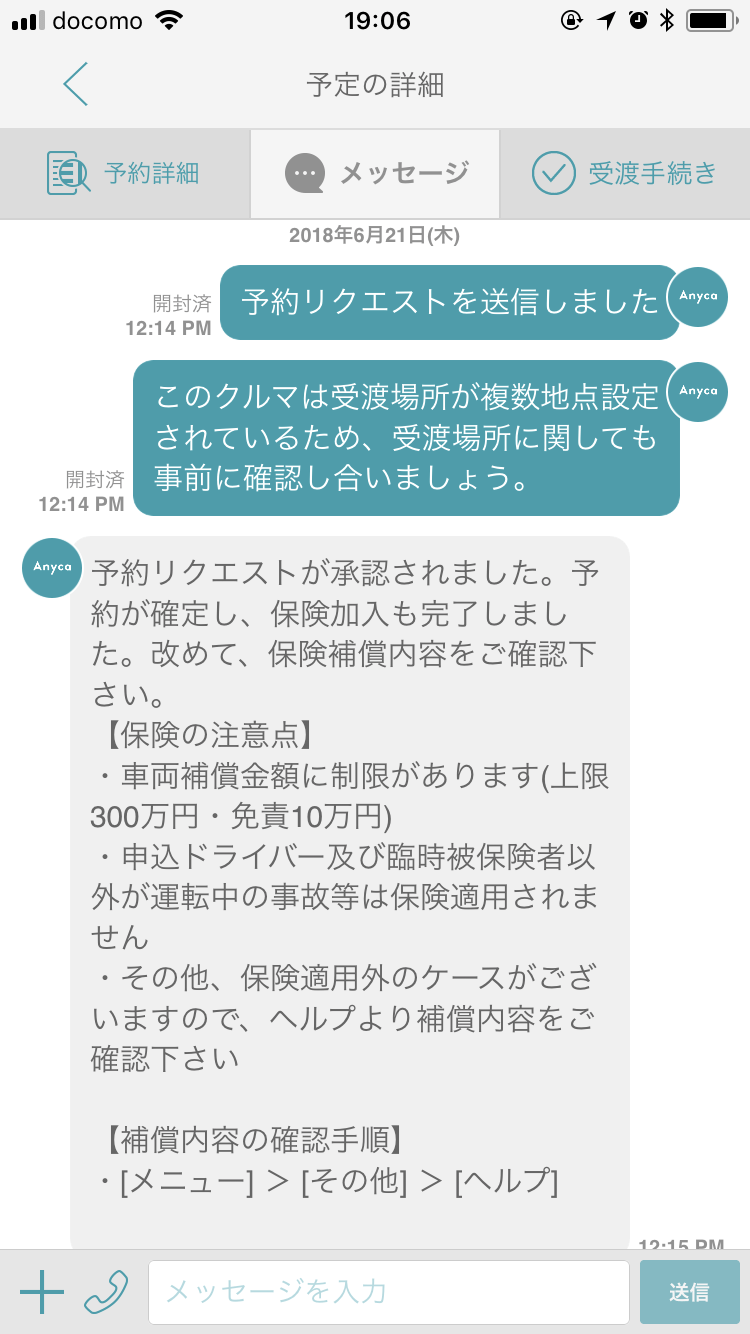 docomo 19:06
予定の詳細
予約詳細 メッセージ 受渡手続き
2018年6月21日(木)
予約リクエストを送信しました
Anyca
開封済
12:14 PM
このクルマは受渡場所が複数地点設定
されているため、受渡場所に関しても
事前に確認し合いましょう。
Anyca
開封済
12:14 PM
Anyca
予約リクエストが承認されました。予
約が確定し、保険加入も完了しまし
た。改めて、保険補償内容をご確認下
さい。
【保険の注意点】
・車両補償金額に制限があります(上限
300万円・免責10万円)
・申込ドライバー及び臨時被保険者以
外が運転中の事故等は保険適用されま
せん
・その他、保険適用外のケースがござ
いますので、ヘルプより補償内容をご
確認下さい
【補償内容の確認手順】
・[メニュー] > [その他] > [ヘルプ]
12:15 PM
メッセージを入力
送信